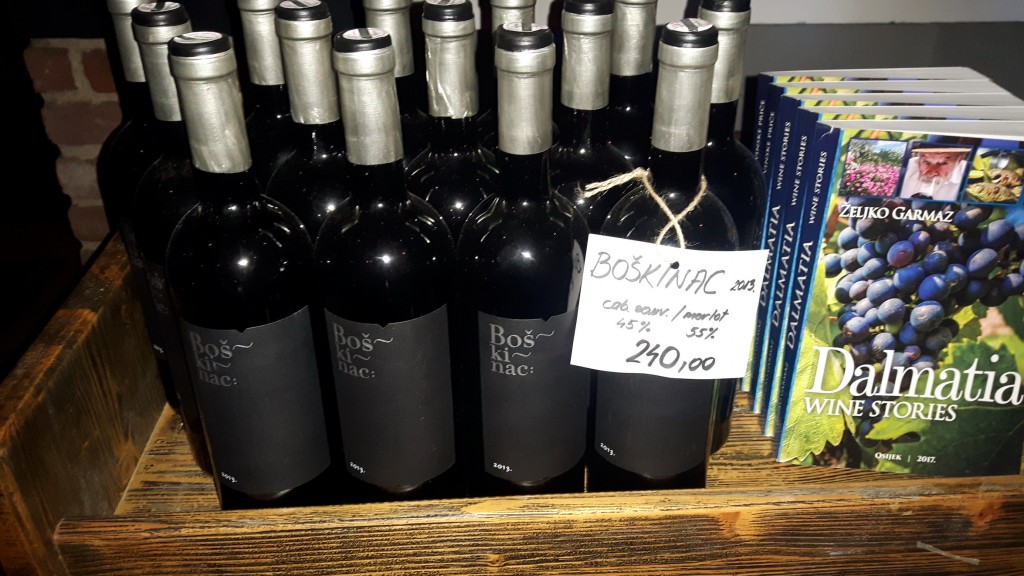 Boš~
ki~
nac:
2013.
Boš~
ki~
nac:
2013.
Boš~
ki~
nac:
2013.
2013.
BOŠKINAC 2013.
cab. sauv. / merlot
45% 55%
240,00
WINE STORIES
DALMATIA
WINE STORIES
DALMATIA
WINE STORIES
DALMATIA
ŽELJKO GARMAZ
Dalmatia
WINE STORIES
OSIJEK | 2017.